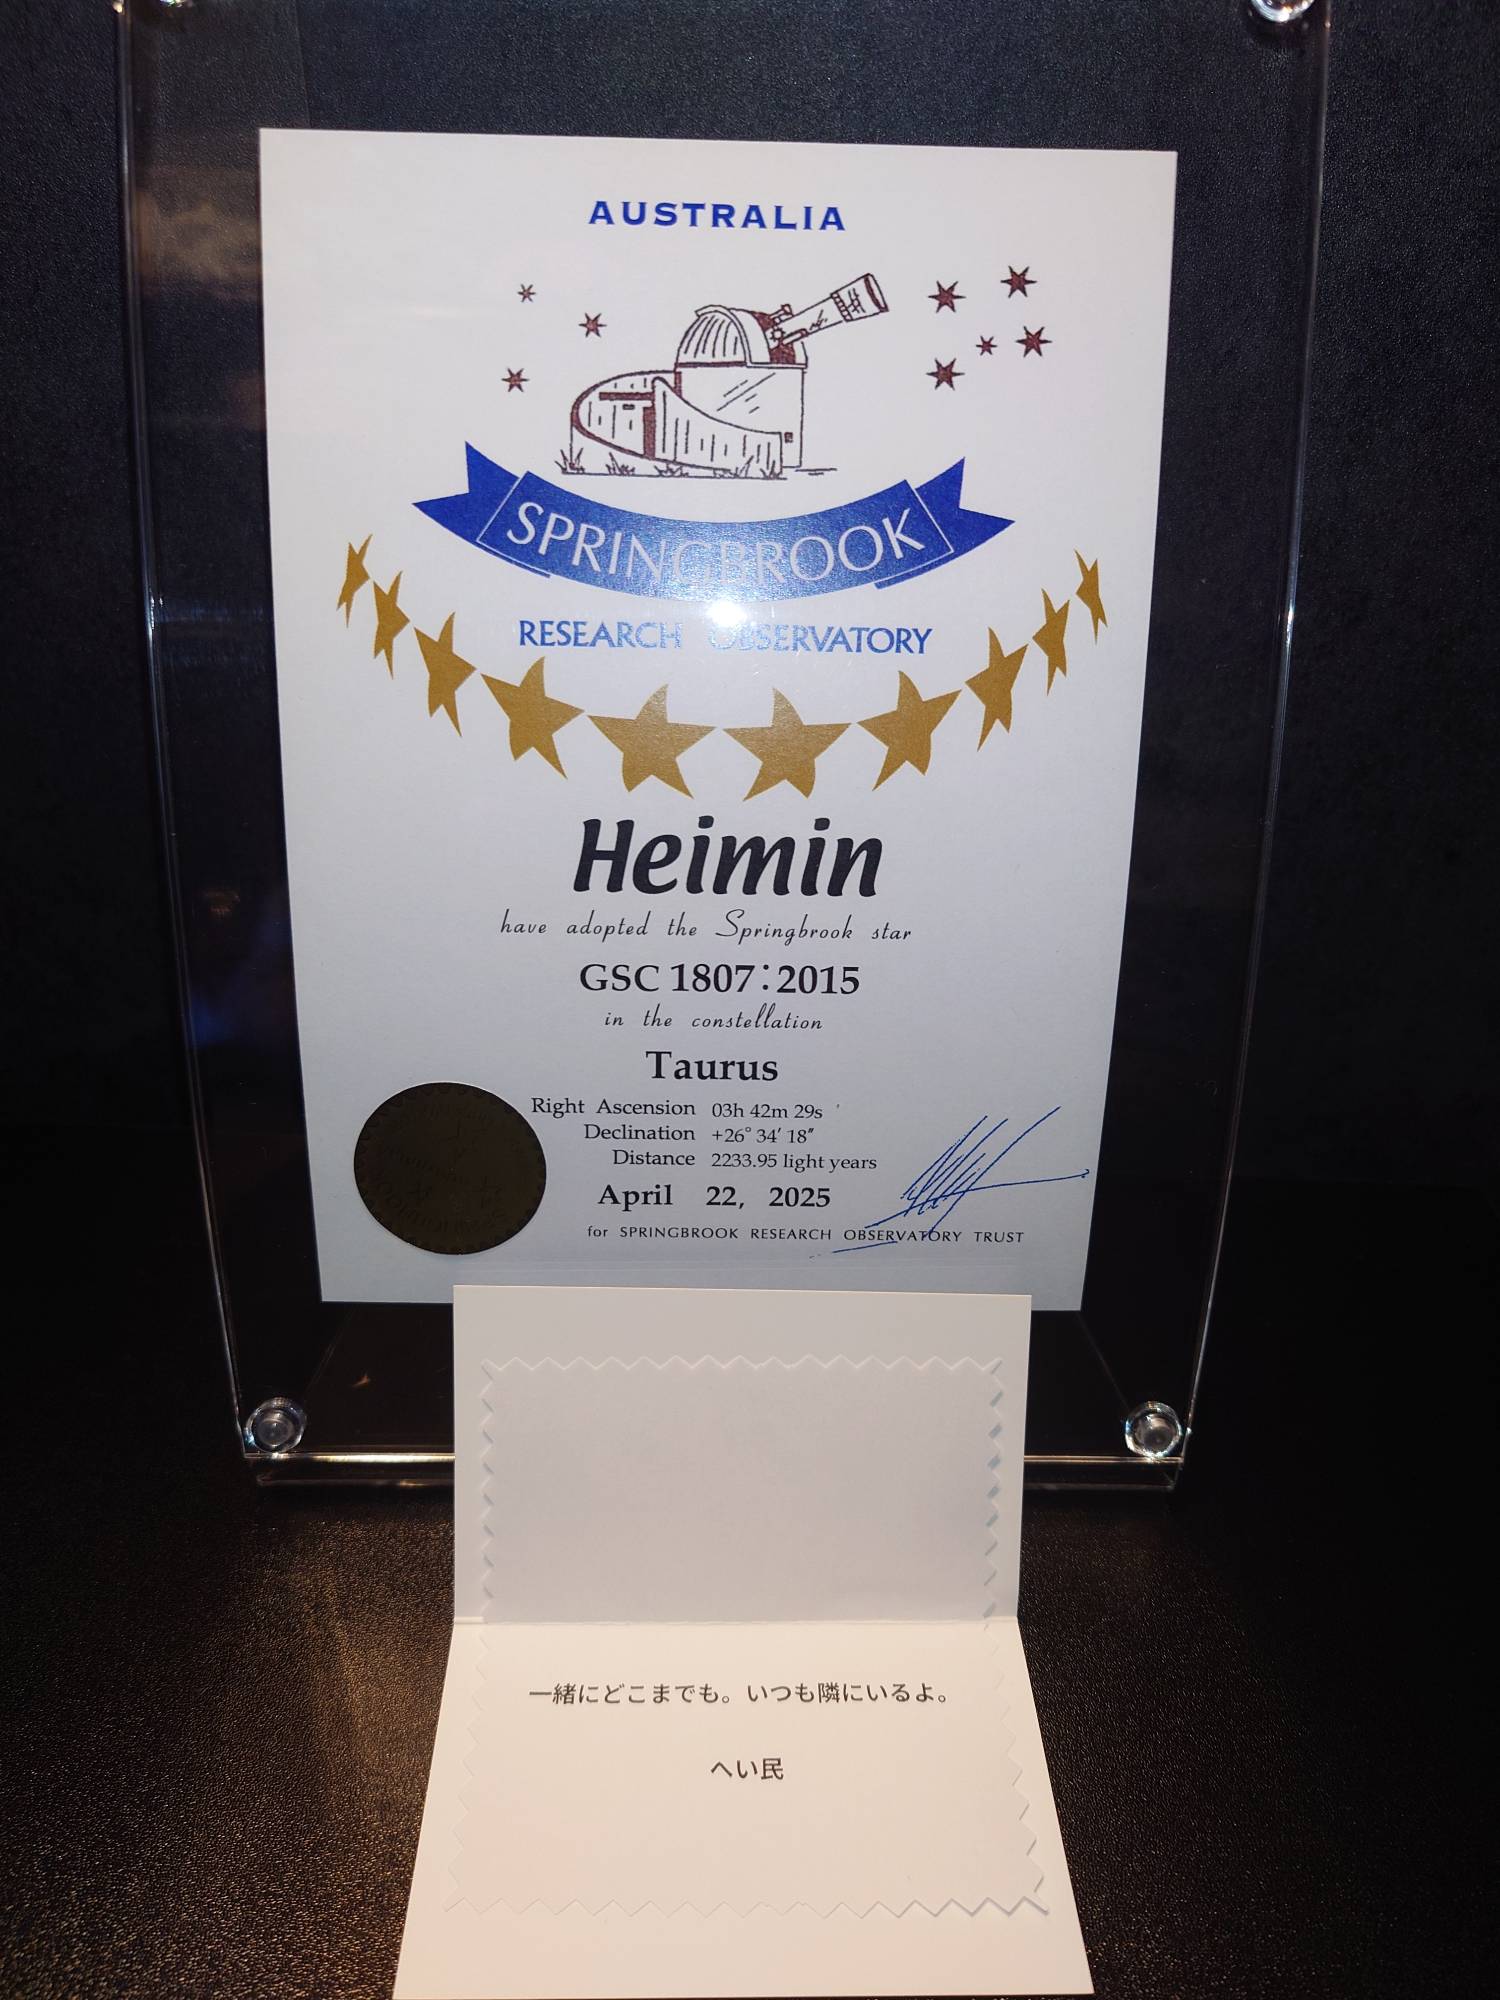 AUSTRALIA
SPRINGBROOK
RESEARCH OBSERVATORY
Heimin
have adopted the Springbrook star
GSC 1807:2015
in the constellation
Taurus
Right Ascension 03h 42m 29s
Declination +26° 34′ 18″
Distance 2233.95 light years
April 22, 2025
for SPRINGBROOK RESEARCH OBSERVATORY TRUST
一緒にどこまでも。いつも隣にいるよ。
へい民